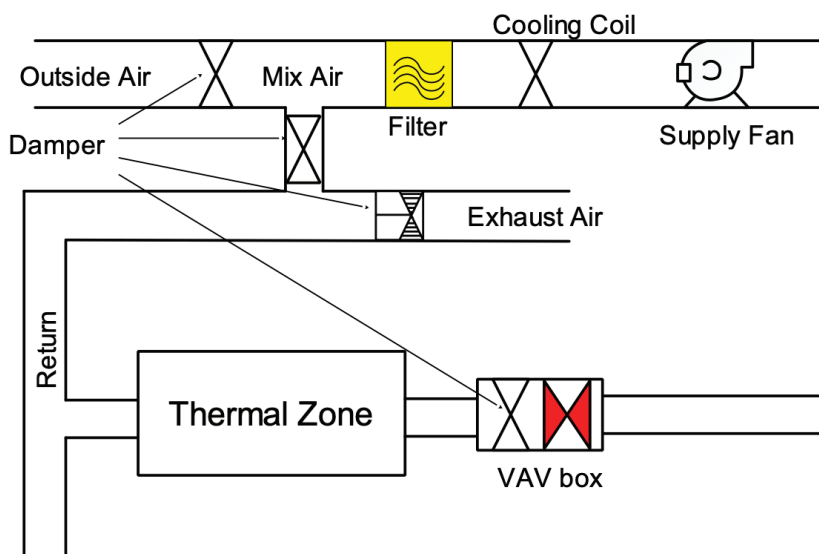 Cooling Coil
Outside Air
Mix Air
Filter
Supply Fan
Damper
Exhaust Air
Return
Thermal Zone
VAV box